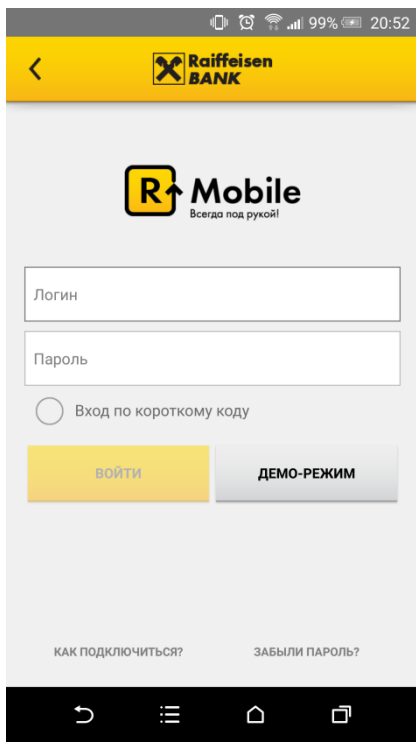 99% 20:52
Raiffeisen
BANK
R Mobile
Всегда под рукой!
Логин
Пароль
Вход по короткому коду
ВОЙТИ ДЕМО-РЕЖИМ
КАК ПОДКЛЮЧИТЬСЯ? ЗАБЫЛИ ПАРОЛЬ?